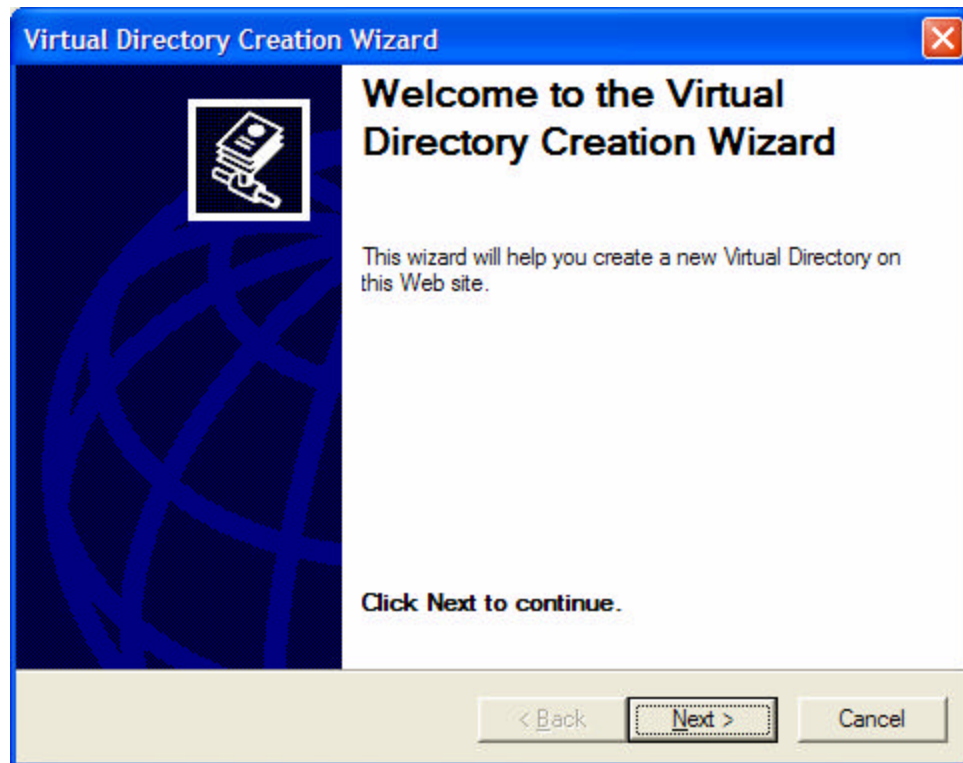 Virtual Directory Creation Wizard
Welcome to the Virtual
Directory Creation Wizard
This wizard will help you create a new Virtual Directory on
this Web site.
Click Next to continue.
< Back
Next >
Cancel